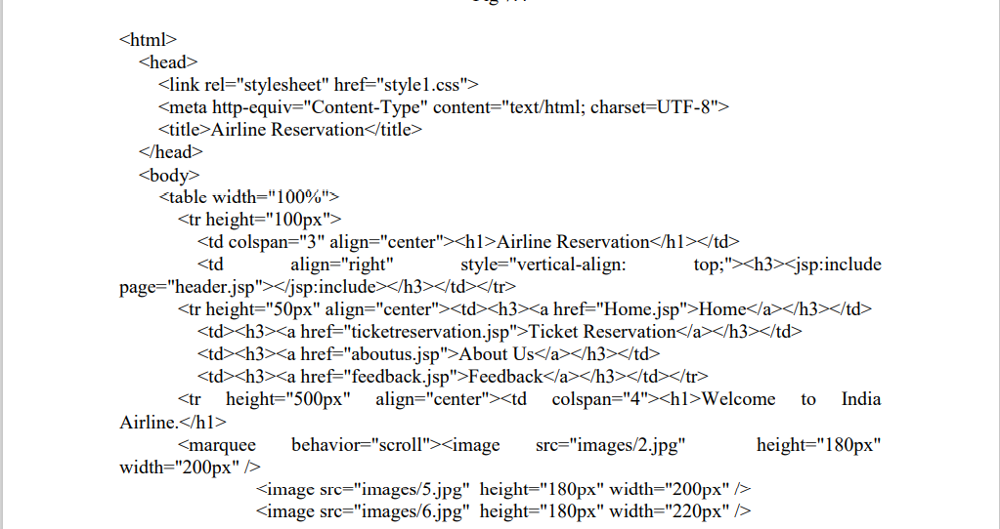 <html>
<head>
<link rel="stylesheet" href="style1.css">
<meta http-equiv="Content-Type" content="text/html; charset=UTF-8">
<title>Airline Reservation</title>
</head>
<body>
<table width="100%">
<tr height="100px">
<td colspan="3" align="center"><h1>Airline Reservation</h1></td>
<td align="right" style="vertical-align: top;"><h3><jsp:include
page="header.jsp"></jsp:include></h3></td></tr>
<tr height="50px" align="center"><td><h3><a href="Home.jsp">Home</a></h3></td>
<td><h3><a href="ticketreservation.jsp">Ticket Reservation</a></h3></td>
<td><h3><a href="aboutus.jsp">About Us</a></h3></td>
<td><h3><a href="feedback.jsp">Feedback</a></h3></td></tr>
<tr height="500px" align="center"><td colspan="4"><h1>Welcome to India
Airline.</h1>
<marquee behavior="scroll"><image src="images/2.jpg" height="180px"
width="200px" />
<image src="images/5.jpg" height="180px" width="200px" />
<image src="images/6.jpg" height="180px" width="220px" />